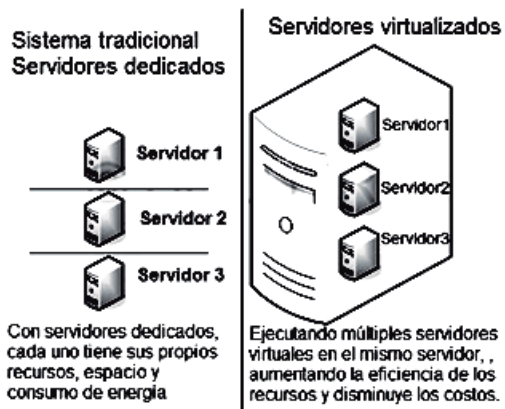 Sistema tradicional
Servidores dedicados
Servidor 1
Servidor 2
Servidor 3
Con servidores dedicados,
cada uno tiene sus propios
recursos, espacio y
consumo de energía
Servidores virtualizados
Servidor1
Servidor2
Servidor3
Ejecutando múltiples servidores
virtuales en el mismo servidor, ,
aumentando la eficiencia de los
recursos y disminuye los costos.